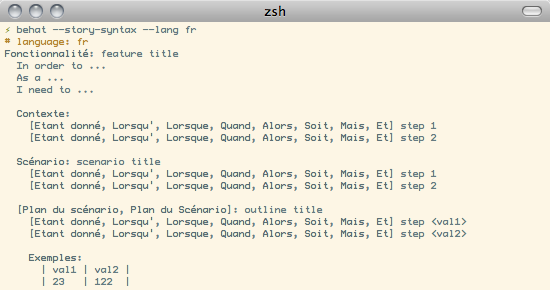 zsh
⚡ behat --story-syntax --lang fr
# language: fr
Fonctionnalité: feature title
In order to ...
As a ...
I need to ...
Contexte:
[Etant donné, Lorsqu', Lorsque, Quand, Alors, Soit, Mais, Et] step 1
[Etant donné, Lorsqu', Lorsque, Quand, Alors, Soit, Mais, Et] step 2
Scénario: scenario title
[Etant donné, Lorsqu', Lorsque, Quand, Alors, Soit, Mais, Et] step 1
[Etant donné, Lorsqu', Lorsque, Quand, Alors, Soit, Mais, Et] step 2
[Plan du scénario, Plan du Scénario]: outline title
[Etant donné, Lorsqu', Lorsque, Quand, Alors, Soit, Mais, Et] step <val1>
[Etant donné, Lorsqu', Lorsque, Quand, Alors, Soit, Mais, Et] step <val2>
Exemples:
| val1 | val2 |
| 23 | 122 |